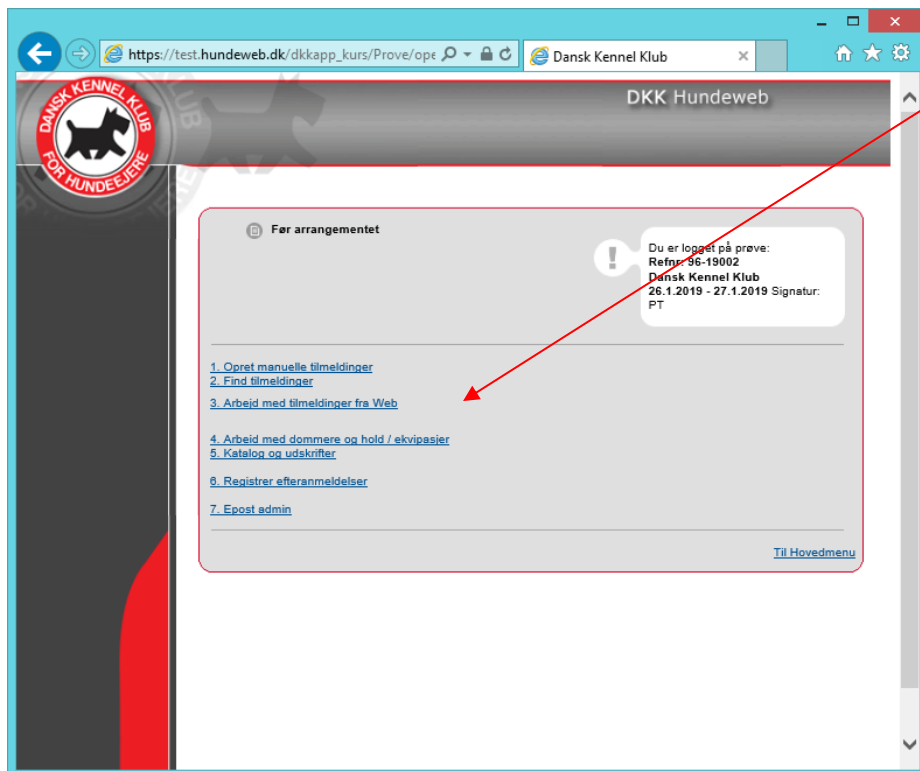 https://test.hundeweb.dk/dkkapp_kurs/Prove/ope
Dansk Kennel Klub
DANSK KENNEL KLUB
FOR HUNDEEJERE
DKK Hundeweb
Før arrangementet
Du er logget på prøve:
Refnr: 96-19002
Dansk Kennel Klub
26.1.2019 - 27.1.2019 Signatur:
PT
1. Opret manuelle tilmeldinger
2. Find tilmeldinger
3. Arbejd med tilmeldinger fra Web
4. Arbeid med dommere og hold / ekvipasjer
5. Katalog og udskrifter
6. Registrer efteranmeldelser
7. Epost admin
Til Hovedmenu